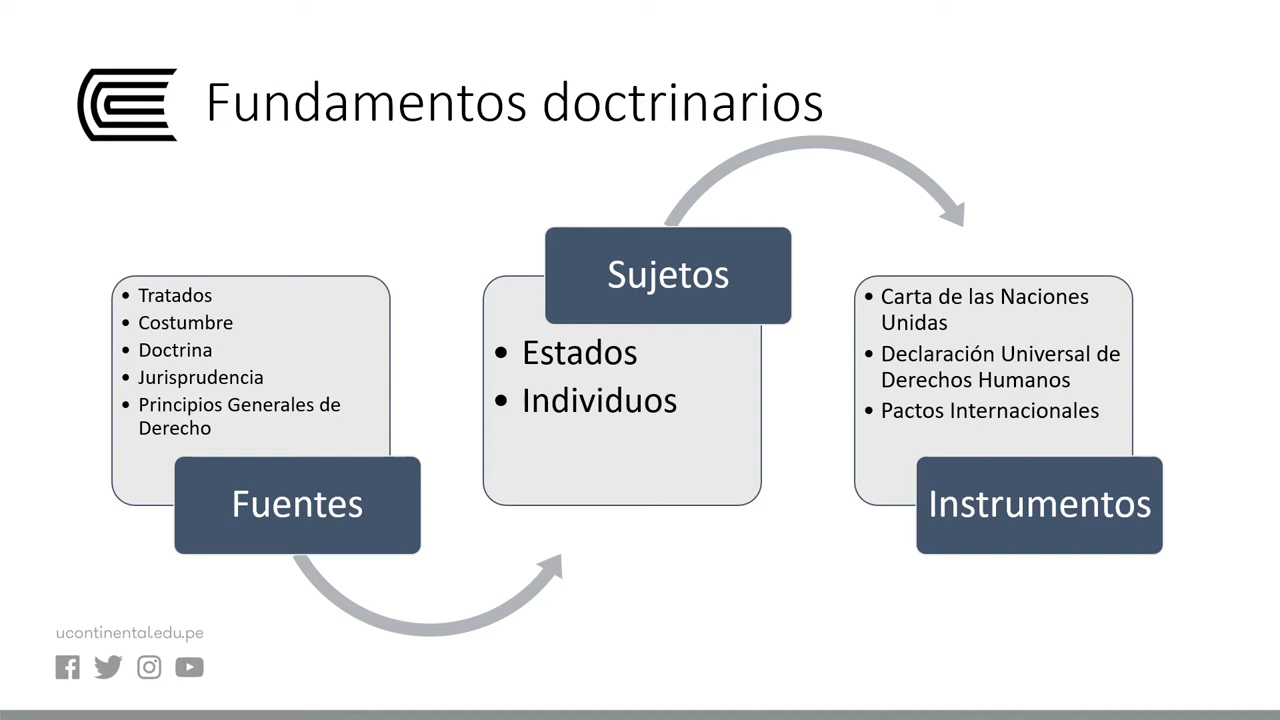 Fundamentos doctrinarios
• Tratados
• Costumbre
• Doctrina
• Jurisprudencia
• Principios Generales de
Derecho
Fuentes
Sujetos
• Estados
• Individuos
• Carta de las Naciones
Unidas
• Declaración Universal de
Derechos Humanos
• Pactos Internacionales
Instrumentos
ucontinental.edu.pe